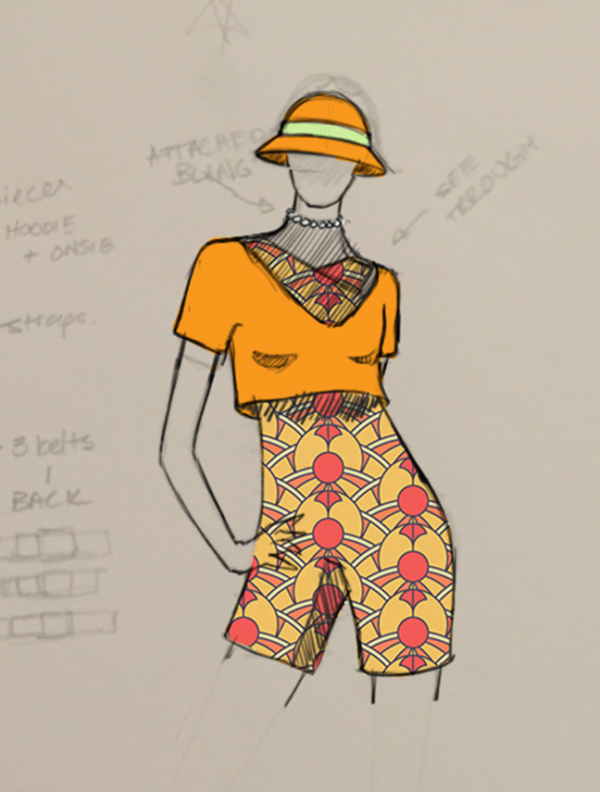 ATTACHED
BLING
SEE
THROUGH
HOODIE
+ ONSIE
straps.
3 belts
BACK